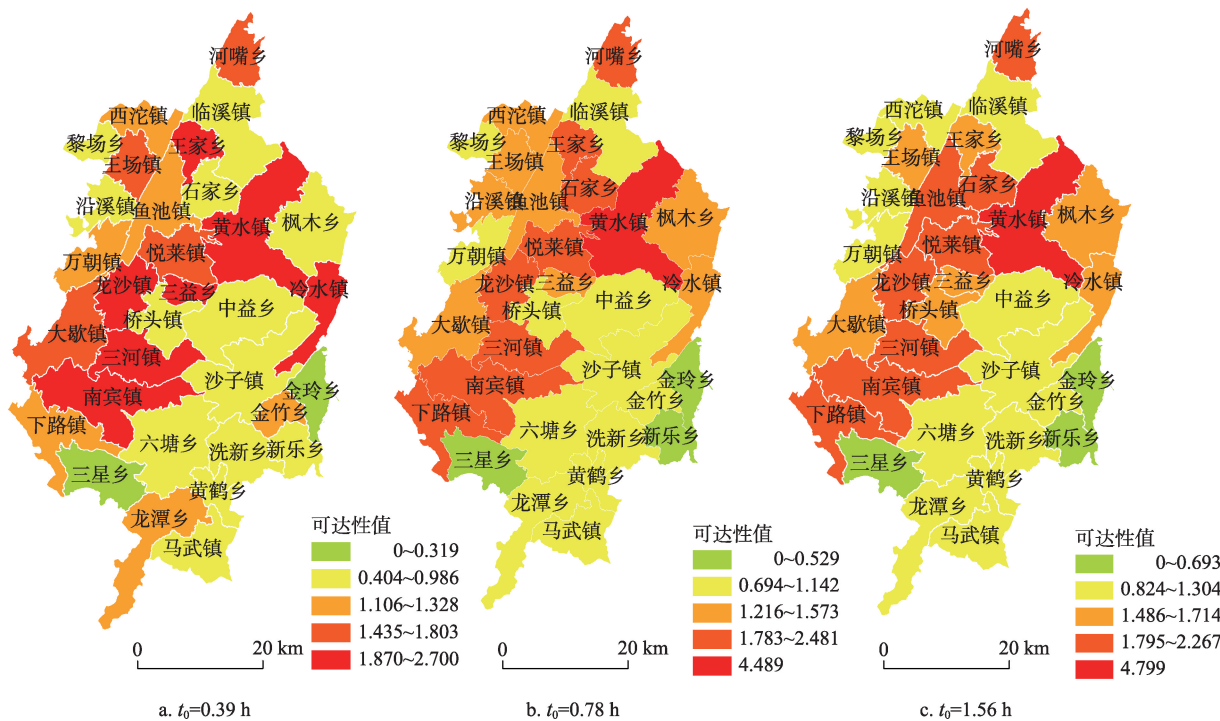 河嘴乡
临溪镇
西沱镇
黎场乡
王家乡
王场镇
石家乡
沿溪镇
鱼池镇
黄水镇
枫木乡
悦莱镇
万朝镇
龙沙镇
三益乡
冷水镇
中益乡
桥头镇
大歇镇
三河镇
沙子镇
南宾镇
金玲乡
金竹乡
下路镇
六塘乡
洗新乡
新乐乡
三星乡
黄鹤乡
龙潭乡
马武镇
可达性值
0~0.319
0.404~0.986
1.106~1.328
1.435~1.803
1.870~2.700
0 20 km
a. t₀=0.39 h
河嘴乡
西沱镇
临溪镇
黎场乡
王家乡
王场镇
石家乡
沿溪镇
鱼池镇
黄水镇
枫木乡
悦莱镇
万朝镇
龙沙镇
三益乡
冷水镇
中益乡
桥头镇
大歇镇
三河镇
沙子镇
南宾镇
金玲乡
金竹乡
下路镇
六塘乡
洗新乡
新乐乡
三星乡
黄鹤乡
龙潭乡
马武镇
可达性值
0~0.529
0.694~1.142
1.216~1.573
1.783~2.481
4.489
0 20 km
b. t₀=0.78 h
河嘴乡
西沱镇
临溪镇
黎场乡
王家乡
王场镇
石家乡
沿溪镇
鱼池镇
黄水镇
枫木乡
悦莱镇
万朝镇
龙沙镇
三益乡
冷水镇
中益乡
桥头镇
大歇镇
三河镇
沙子镇
南宾镇
金玲乡
金竹乡
下路镇
六塘乡
洗新乡
新乐乡
三星乡
黄鹤乡
龙潭乡
马武镇
可达性值
0~0.693
0.824~1.304
1.486~1.714
1.795~2.267
4.799
0 20 km
c. t₀=1.56 h